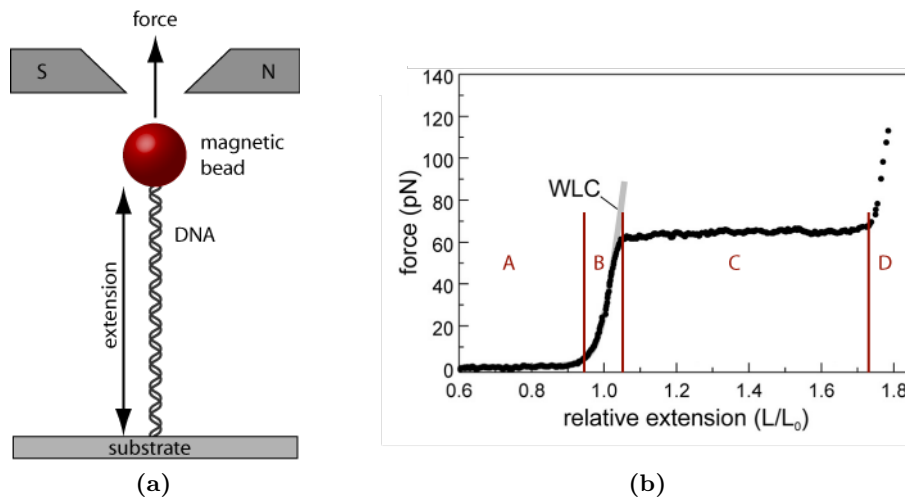 force
S
N
magnetic
bead
DNA
extension
substrate
(a)
140
120
100
80
60
40
20
0
force (pN)
WLC
A
B
C
D
0.6
0.8
1.0
1.2
1.4
1.6
1.8
relative extension (L/L₀)
(b)